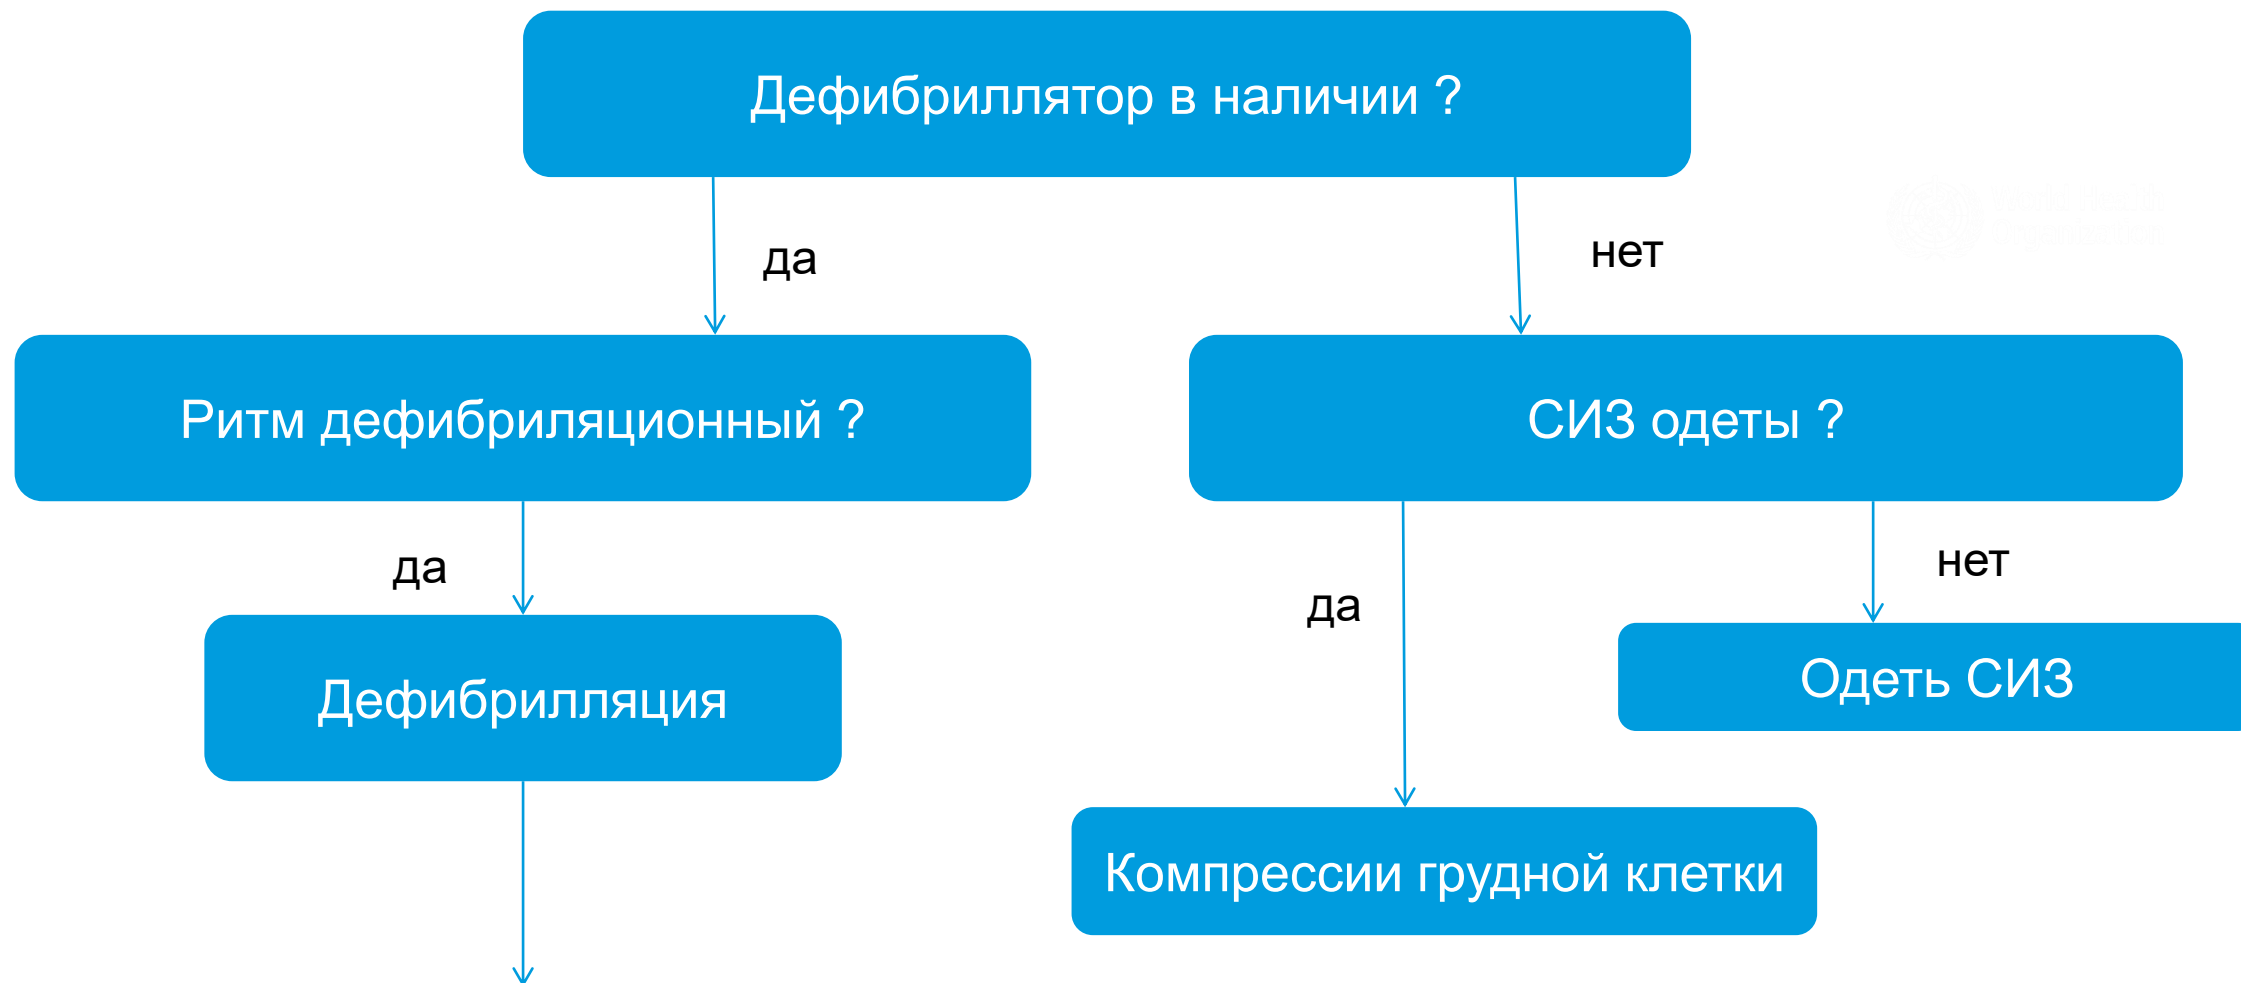 Дефибриллятор в наличии ?
да
нет
Ритм дефибриляционный ?
СИЗ одеты ?
да
нет
да
Дефибрилляция
Одеть СИЗ
Компрессии грудной клетки